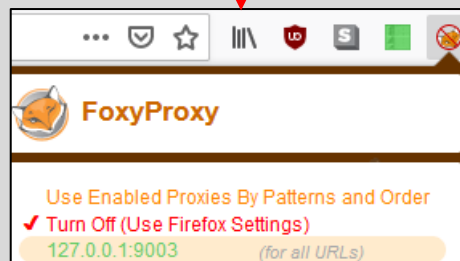 FoxyProxy
Use Enabled Proxies By Patterns and Order
✔ Turn Off (Use Firefox Settings)
127.0.0.1:9003 (for all URLs)